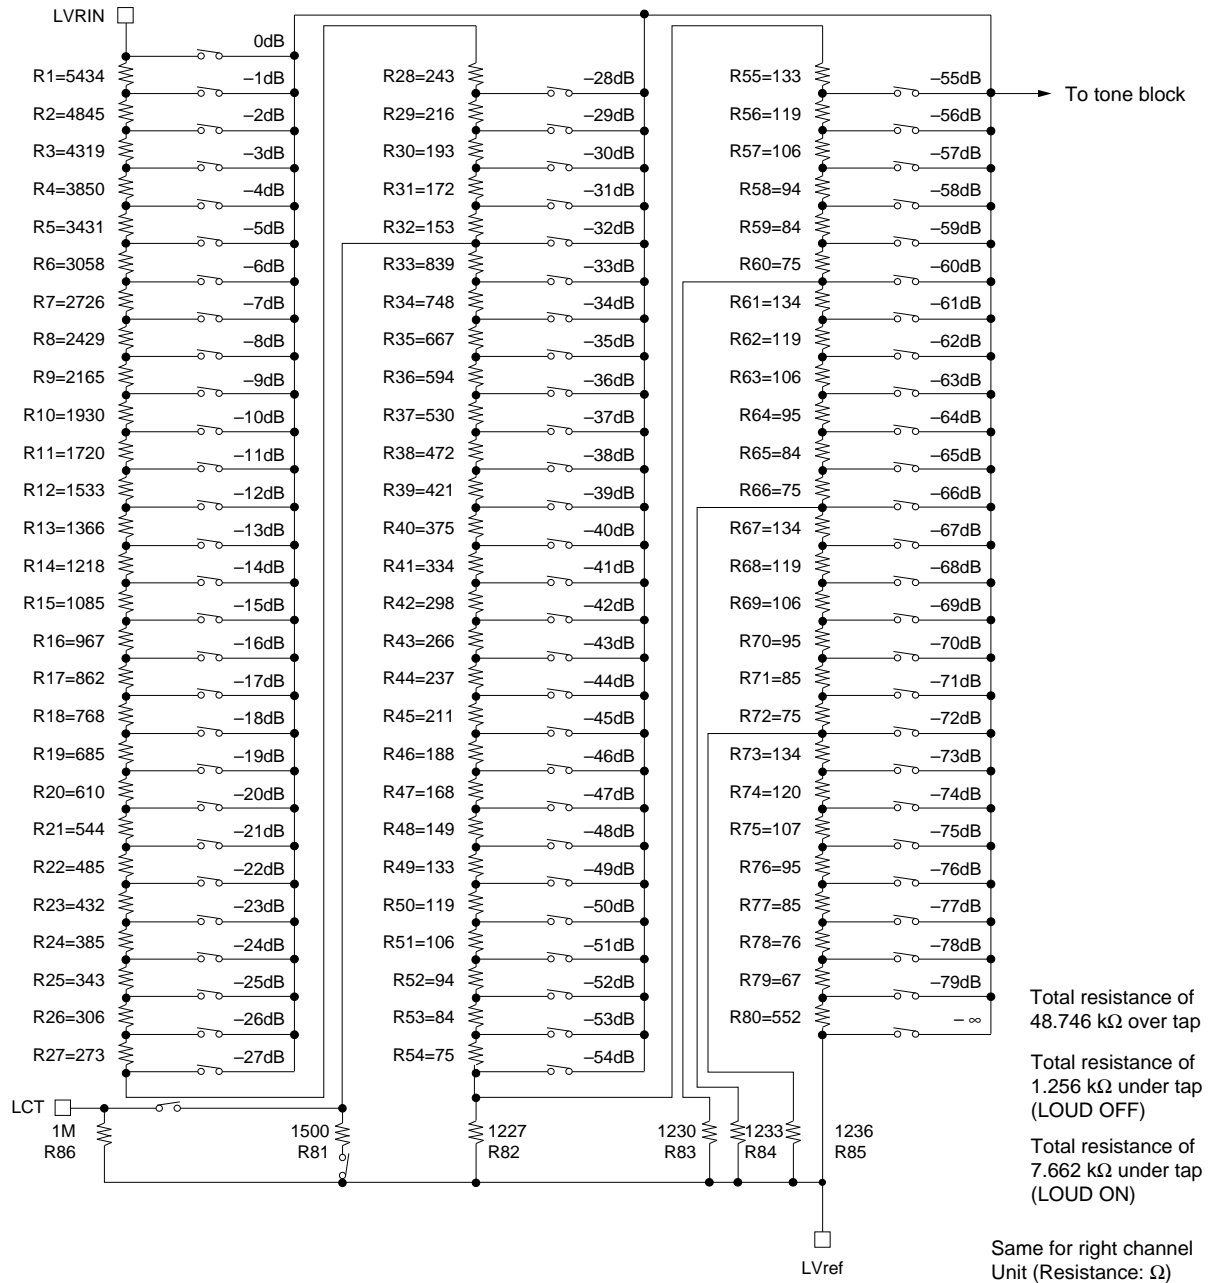 LVRIN
0dB
R1=5434
–1dB
R2=4845
–2dB
R3=4319
–3dB
R4=3850
–4dB
R5=3431
–5dB
R6=3058
–6dB
R7=2726
–7dB
R8=2429
–8dB
R9=2165
–9dB
R10=1930
–10dB
R11=1720
–11dB
R12=1533
–12dB
R13=1366
–13dB
R14=1218
–14dB
R15=1085
–15dB
R16=967
–16dB
R17=862
–17dB
R18=768
–18dB
R19=685
–19dB
R20=610
–20dB
R21=544
–21dB
R22=485
–22dB
R23=432
–23dB
R24=385
–24dB
R25=343
–25dB
R26=306
–26dB
R27=273
–27dB
R28=243
–28dB
R29=216
–29dB
R30=193
–30dB
R31=172
–31dB
R32=153
–32dB
R33=839
–33dB
R34=748
–34dB
R35=667
–35dB
R36=594
–36dB
R37=530
–37dB
R38=472
–38dB
R39=421
–39dB
R40=375
–40dB
R41=334
–41dB
R42=298
–42dB
R43=266
–43dB
R44=237
–44dB
R45=211
–45dB
R46=188
–46dB
R47=168
–47dB
R48=149
–48dB
R49=133
–49dB
R50=119
–50dB
R51=106
–51dB
R52=94
–52dB
R53=84
–53dB
R54=75
–54dB
R55=133
–55dB
R56=119
–56dB
R57=106
–57dB
R58=94
–58dB
R59=84
–59dB
R60=75
–60dB
R61=134
–61dB
R62=119
–62dB
R63=106
–63dB
R64=95
–64dB
R65=84
–65dB
R66=75
–66dB
R67=134
–67dB
R68=119
–68dB
R69=106
–69dB
R70=95
–70dB
R71=85
–71dB
R72=75
–72dB
R73=134
–73dB
R74=120
–74dB
R75=107
–75dB
R76=95
–76dB
R77=85
–77dB
R78=76
–78dB
R79=67
–79dB
R80=552
– ∞
To tone block
LCT
1M
R86
1500
R81
1227
R82
1230
R83
1233
R84
1236
R85
LVref
Total resistance of
48.746 kΩ over tap
Total resistance of
1.256 kΩ under tap
(LOUD OFF)
Total resistance of
7.662 kΩ under tap
(LOUD ON)
Same for right channel
Unit (Resistance: Ω)